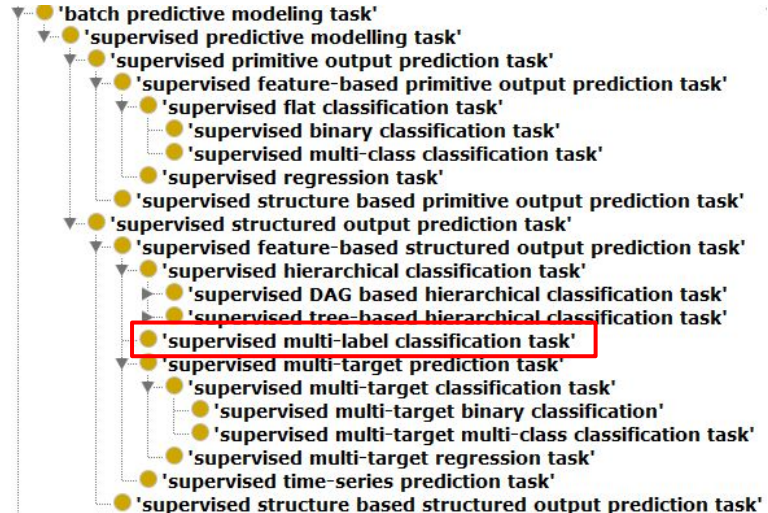 'batch predictive modeling task'
'supervised predictive modelling task'
'supervised primitive output prediction task'
'supervised feature-based primitive output prediction task'
'supervised flat classification task'
'supervised binary classification task'
'supervised multi-class classification task'
'supervised regression task'
'supervised structure based primitive output prediction task'
'supervised structured output prediction task'
'supervised feature-based structured output prediction task'
'supervised hierarchical classification task'
'supervised DAG based hierarchical classification task'
'supervised tree-based hierarchical classification task'
'supervised multi-label classification task'
'supervised multi-target prediction task'
'supervised multi-target classification task'
'supervised multi-target binary classification'
'supervised multi-target multi-class classification task'
'supervised multi-target regression task'
'supervised time-series prediction task'
'supervised structure based structured output prediction task'